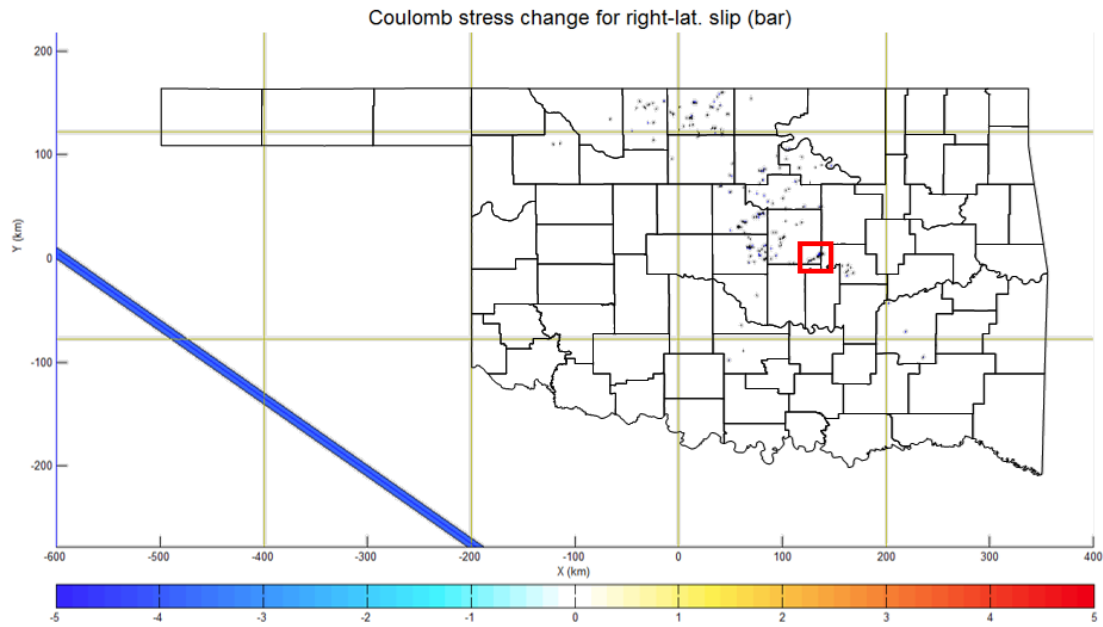 Coulomb stress change for right-lat. slip (bar)
200
100
0
-100
-200
Y (km)
-600 -500 -400 -300 -200 -100 0 100 200 300 400
X (km)
-5 -4 -3 -2 -1 0 1 2 3 4 5